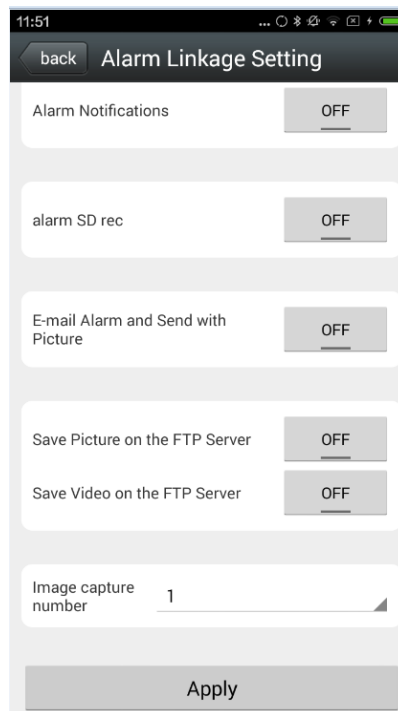 11:51
...
back Alarm Linkage Setting
Alarm Notifications OFF
alarm SD rec OFF
E-mail Alarm and Send with
Picture OFF
Save Picture on the FTP Server OFF
Save Video on the FTP Server OFF
Image capture
number 1
Apply